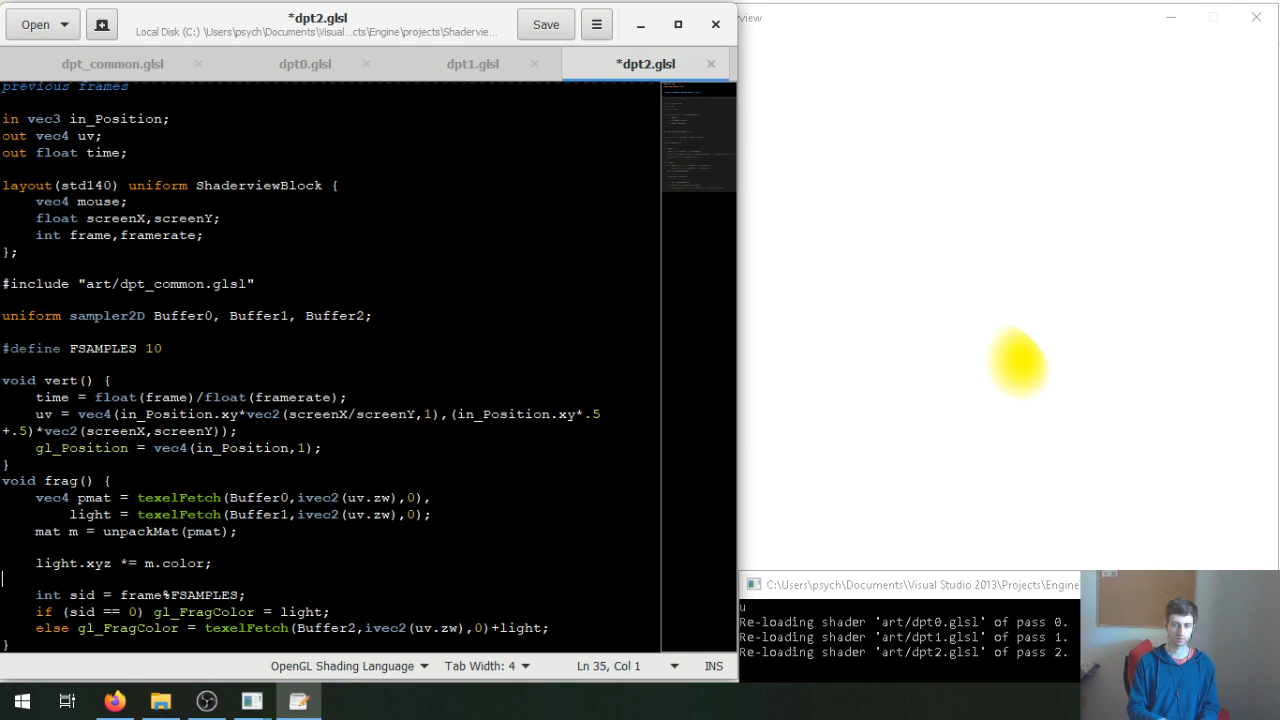 Open
*dpt2.glsl
Local Disk (C:) \Users\psych\Documents\Visual ...cts\Engine\projects\Shadervie...
Save
dpt_common.glsl
dpt0.glsl
dpt1.glsl
*dpt2.glsl
previous frames
in vec3 in_Position;
out vec4 uv;
out float time;
layout(std140) uniform ShaderviewBlock {
vec4 mouse;
float screenX,screenY;
int frame,framerate;
};
#include "art/dpt_common.glsl"
uniform sampler2D Buffer0, Buffer1, Buffer2;
#define FSAMPLES 10
void vert() {
time = float(frame)/float(framerate);
uv = vec4(in_Position.xy*vec2(screenX/screenY,1),(in_Position.xy*.5
+.5)*vec2(screenX,screenY));
gl_Position = vec4(in_Position,1);
}
void frag() {
vec4 pmat = texelFetch(Buffer0,ivec2(uv.zw),0),
light = texelFetch(Buffer1,ivec2(uv.zw),0);
mat m = unpackMat(pmat);
light.xyz *= m.color;
int sid = frame%FSAMPLES;
if (sid == 0) gl_FragColor = light;
else gl_FragColor = texelFetch(Buffer2,ivec2(uv.zw),0)+light;
}
OpenGL Shading Language
Tab Width: 4
Ln 35, Col 1
INS
view
C:\Users\psych\Documents\Visual Studio 2013\Projects\Engine
u
Re-loading shader 'art/dpt0.glsl' of pass 0.
Re-loading shader 'art/dpt1.glsl' of pass 1.
Re-loading shader 'art/dpt2.glsl' of pass 2.